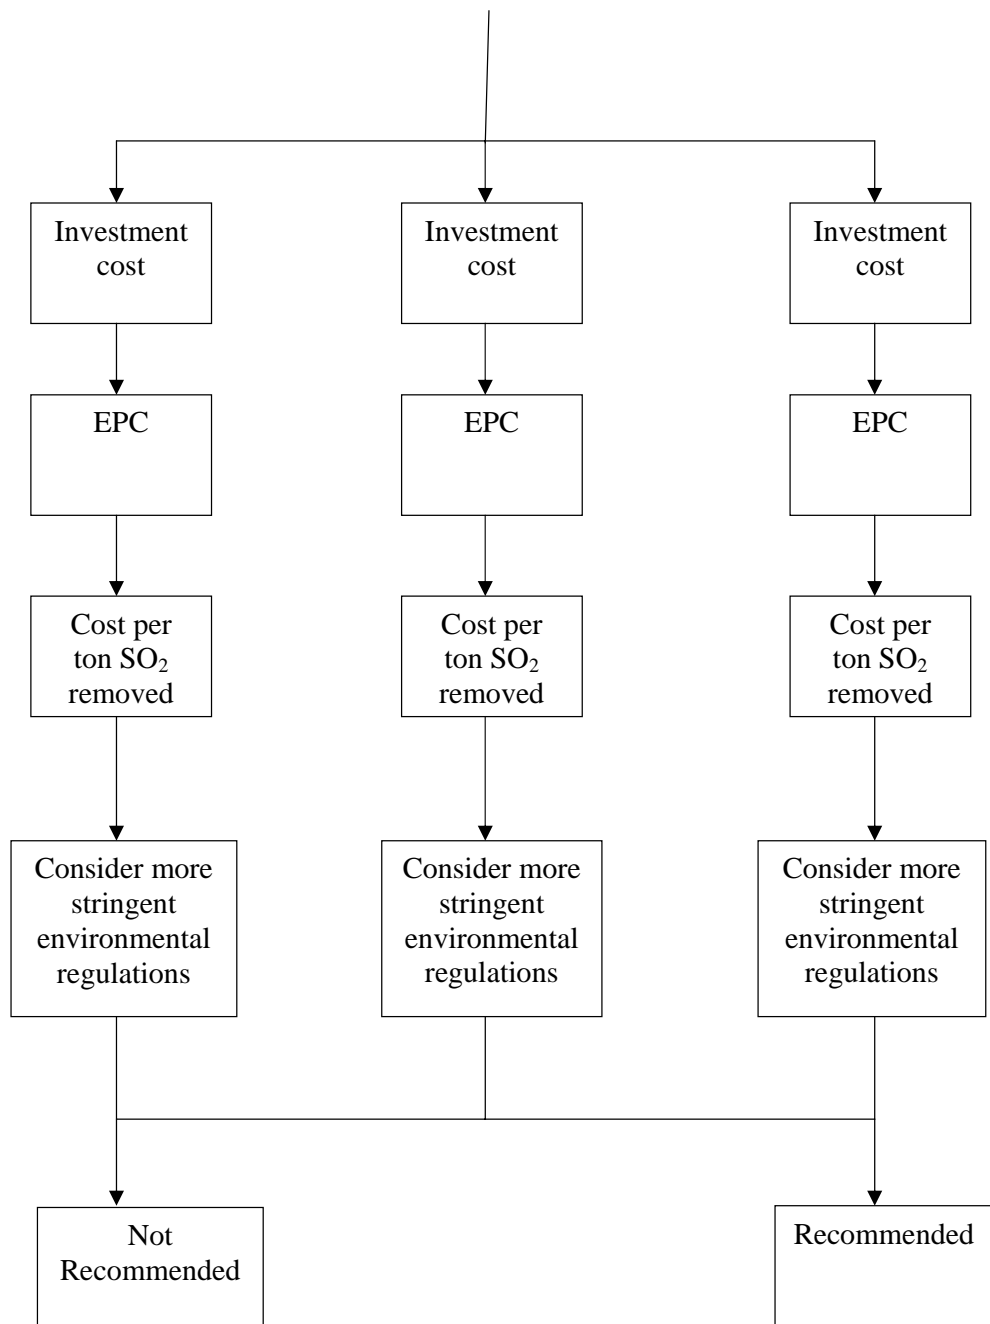 Investment
cost
Investment
cost
Investment
cost
EPC
EPC
EPC
Cost per
ton SO₂
removed
Cost per
ton SO₂
removed
Cost per
ton SO₂
removed
Consider more
stringent
environmental
regulations
Consider more
stringent
environmental
regulations
Consider more
stringent
environmental
regulations
Not
Recommended
Recommended